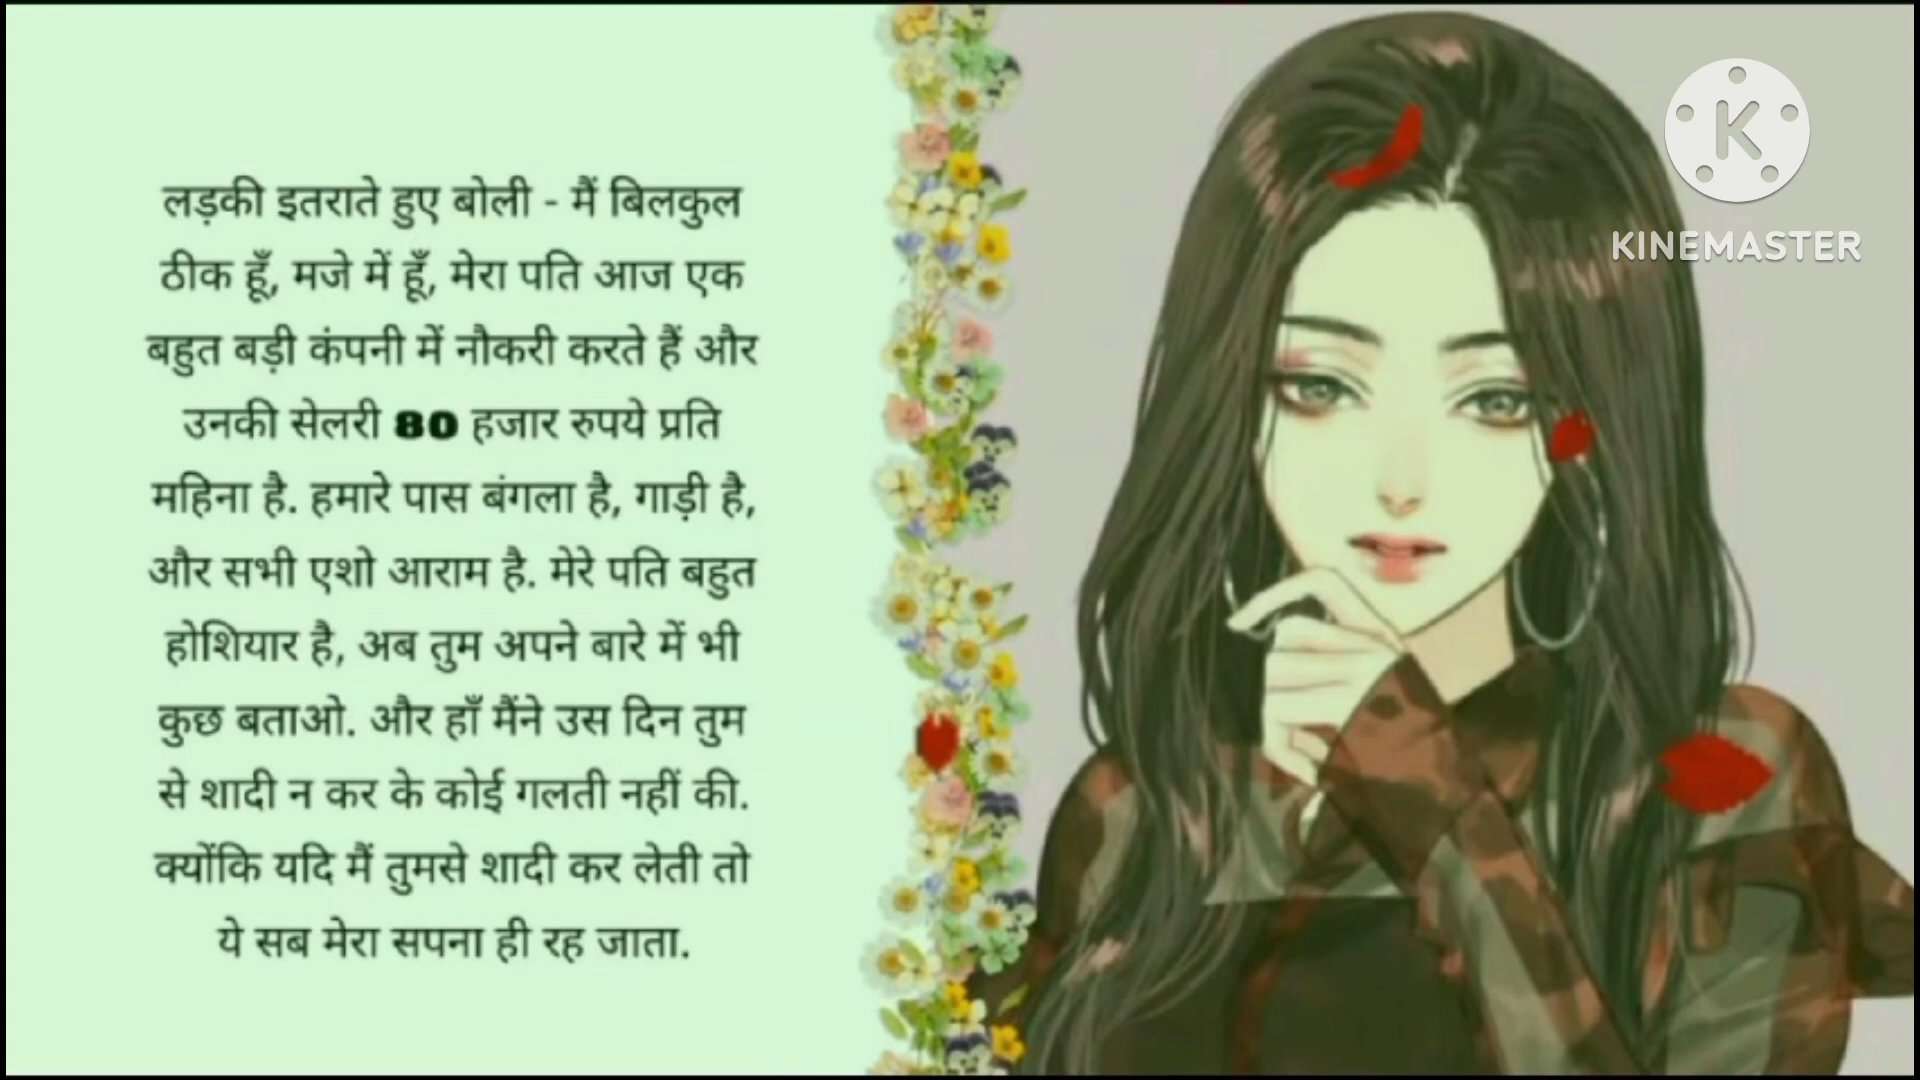 लड़की इतराते हुए बोली - मैं बिलकुल
ठीक हूँ, मजे में हूँ, मेरा पति आज एक
बहुत बड़ी कंपनी में नौकरी करते हैं और
उनकी सेलरी 80 हजार रुपये प्रति
महिना है. हमारे पास बंगला है, गाड़ी है,
और सभी एशो आराम है. मेरे पति बहुत
होशियार है, अब तुम अपने बारे में भी
कुछ बताओ. और हाँ मैंने उस दिन तुम
से शादी न कर के कोई गलती नहीं की.
क्योंकि यदि मैं तुमसे शादी कर लेती तो
ये सब मेरा सपना ही रह जाता.
K
KINEMASTER